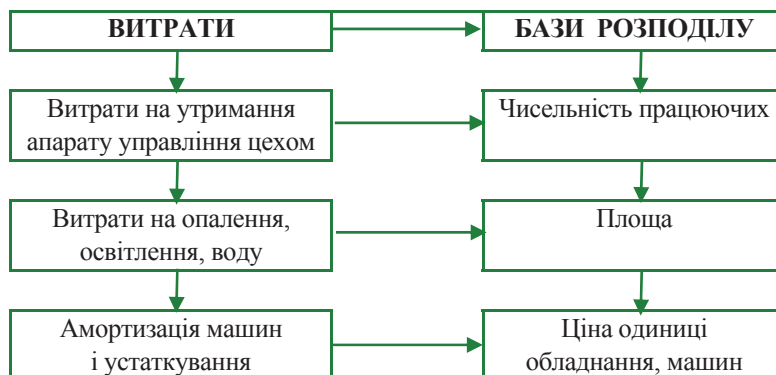 ВИТРАТИ
БАЗИ РОЗПОДІЛУ
Витрати на утримання
апарату управління цехом
Чисельність працюючих
Витрати на опалення,
освітлення, воду
Площа
Амортизація машин
і устаткування
Ціна одиниці
обладнання, машин